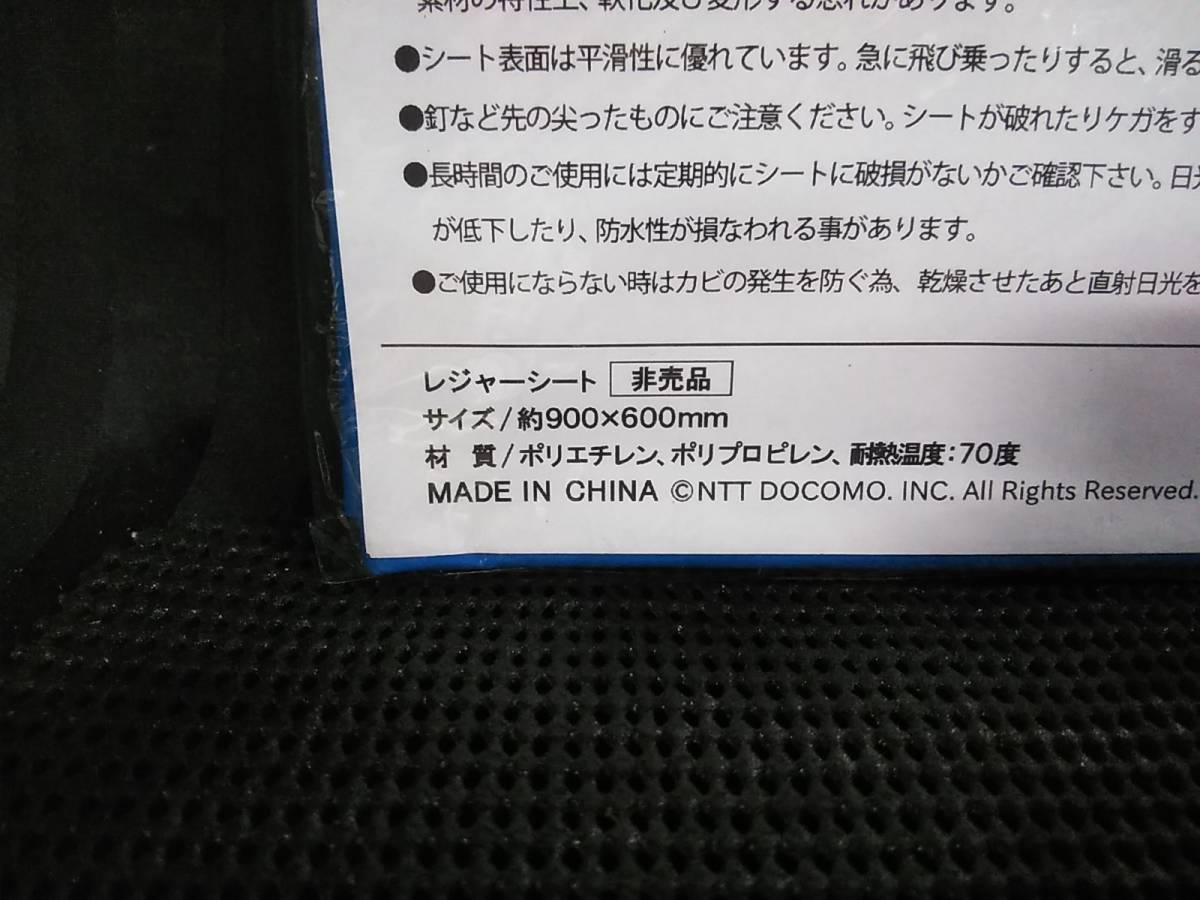 素材の特性上、軟化及び変形する恐れがあります。
●シート表面は平滑性に優れています。急に飛び乗ったりすると、滑る
●釘など先の尖ったものにご注意ください。シートが破れたりケガをす
●長時間のご使用には定期的にシートに破損がないかご確認下さい。日光
が低下したり、防水性が損なわれる事があります。
●ご使用にならない時はカビの発生を防ぐ為、乾燥させたあと直射日光を
レジャーシート 非売品
サイズ/約900×600mm
材 質/ポリエチレン、ポリプロピレン、耐熱温度:70度
MADE IN CHINA ©NTT DOCOMO. INC. All Rights Reserved.